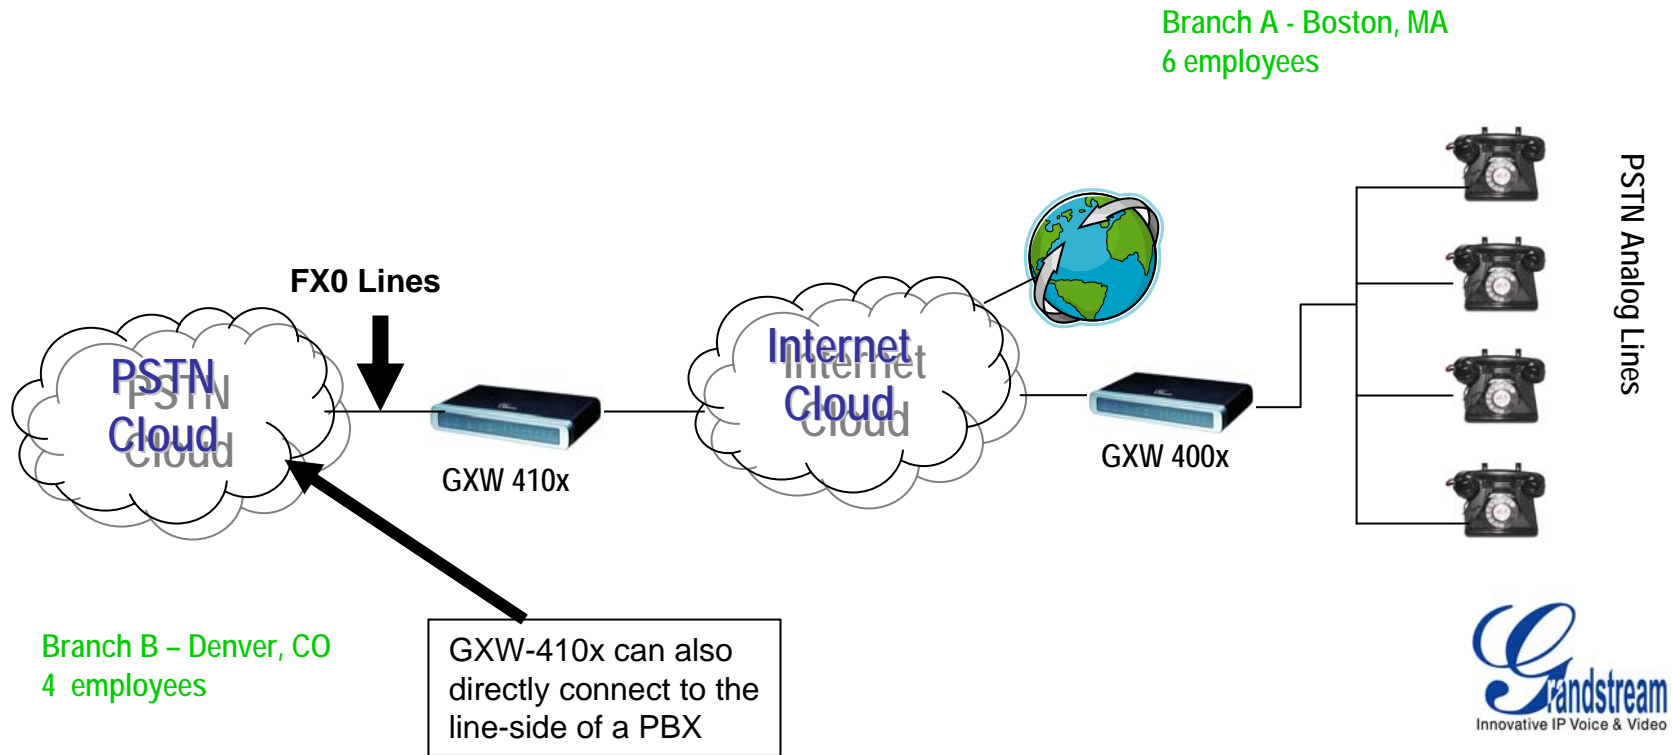 Branch A - Boston, MA
6 employees
PSTN Analog Lines
FX0 Lines
PSTN
Cloud
Internet
Cloud
GXW 410x
GXW 400x
Branch B – Denver, CO
4 employees
GXW-410x can also
directly connect to the
line-side of a PBX
Grandstream
Innovative IP Voice & Video